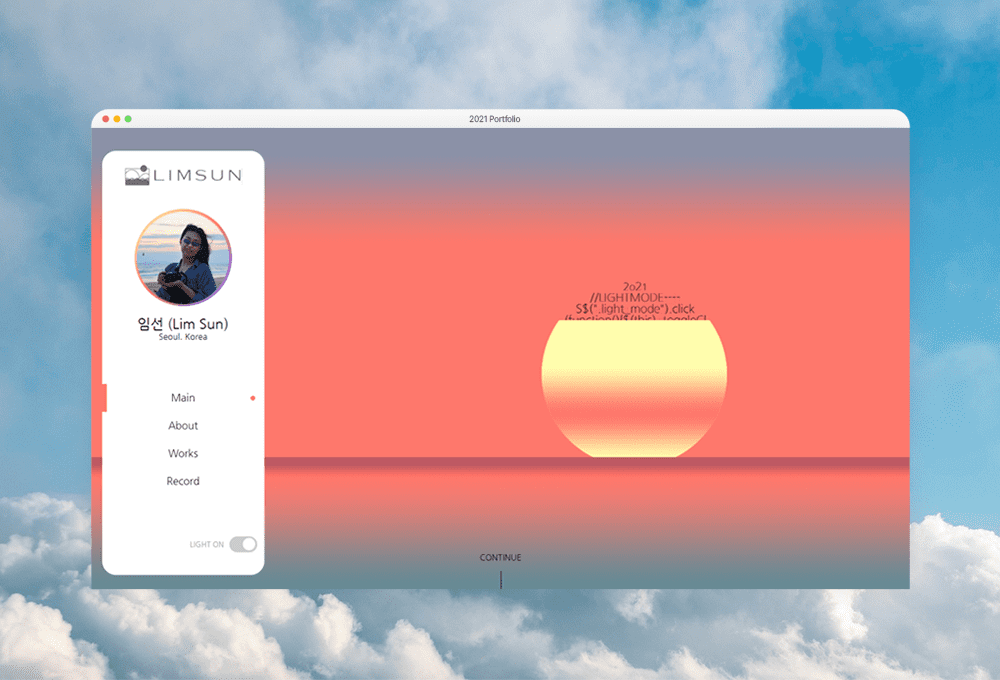 2021 Portfolio
LIMSUN
임선 (Lim Sun)
Seoul. Korea
Main
About
Works
Record
LIGHT ON
2o21
//LIGHTMODE----
S$(".light_mode").click
CONTINUE